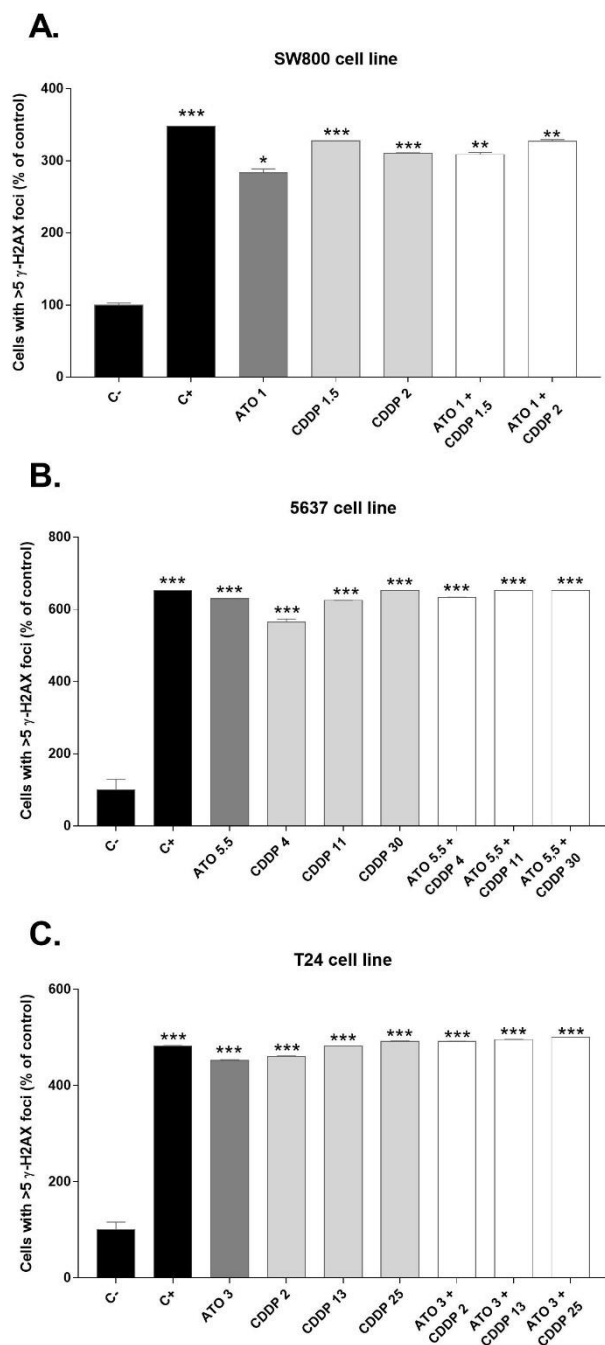 A.
SW800 cell line
Cells with >5 γ-H2AX foci (% of control)
400
300
200
100
0
***
*
***
***
**
**
C-
C+
ATO 1
CDDP 1.5
CDDP 2
ATO 1 +
CDDP 1.5
ATO 1 +
CDDP 2
B.
5637 cell line
Cells with >5 γ-H2AX foci (% of control)
800
600
400
200
0
***
***
***
***
***
***
***
***
C-
C+
ATO 5.5
CDDP 4
CDDP 11
CDDP 30
ATO 5.5 +
CDDP 4
ATO 5,5 +
CDDP 11
ATO 5,5 +
CDDP 30
C.
T24 cell line
Cells with >5 γ-H2AX foci (% of control)
600
400
200
0
***
***
***
***
***
***
***
***
C-
C+
ATO 3
CDDP 2
CDDP 13
CDDP 25
ATO 3 +
CDDP 2
ATO 3 +
CDDP 13
ATO 3 +
CDDP 25